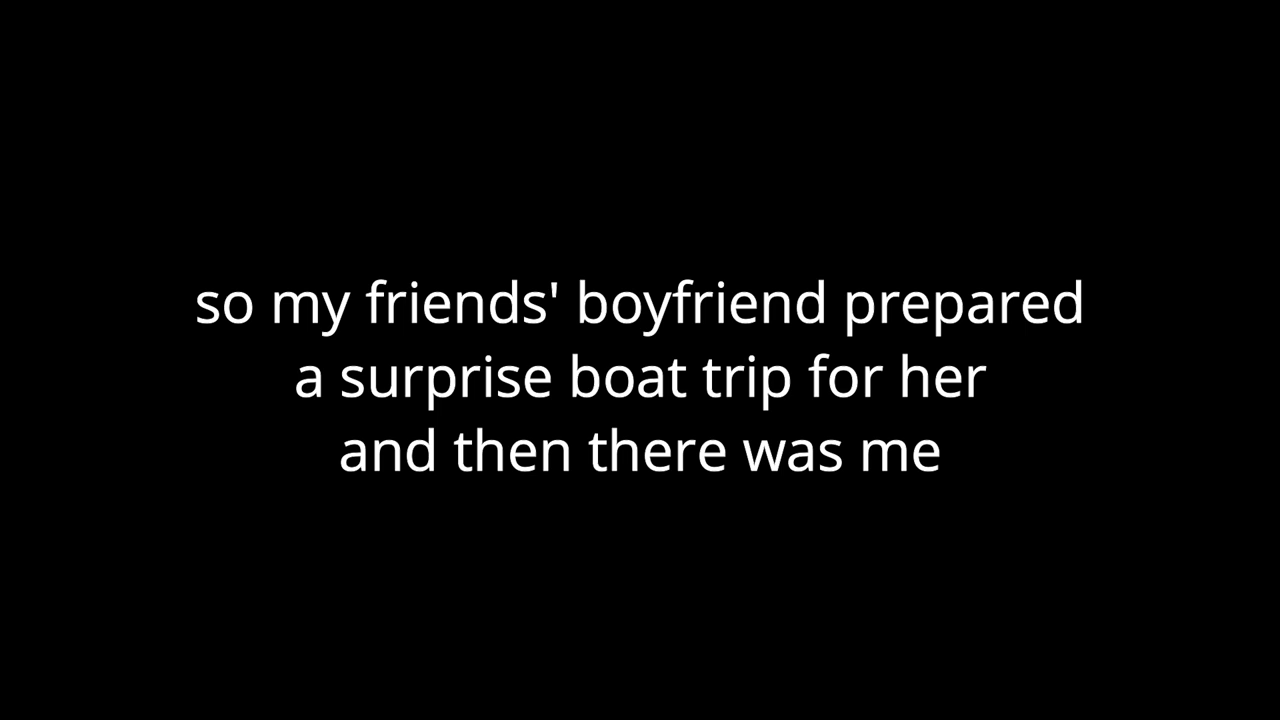 so my friends' boyfriend prepared
a surprise boat trip for her
and then there was me